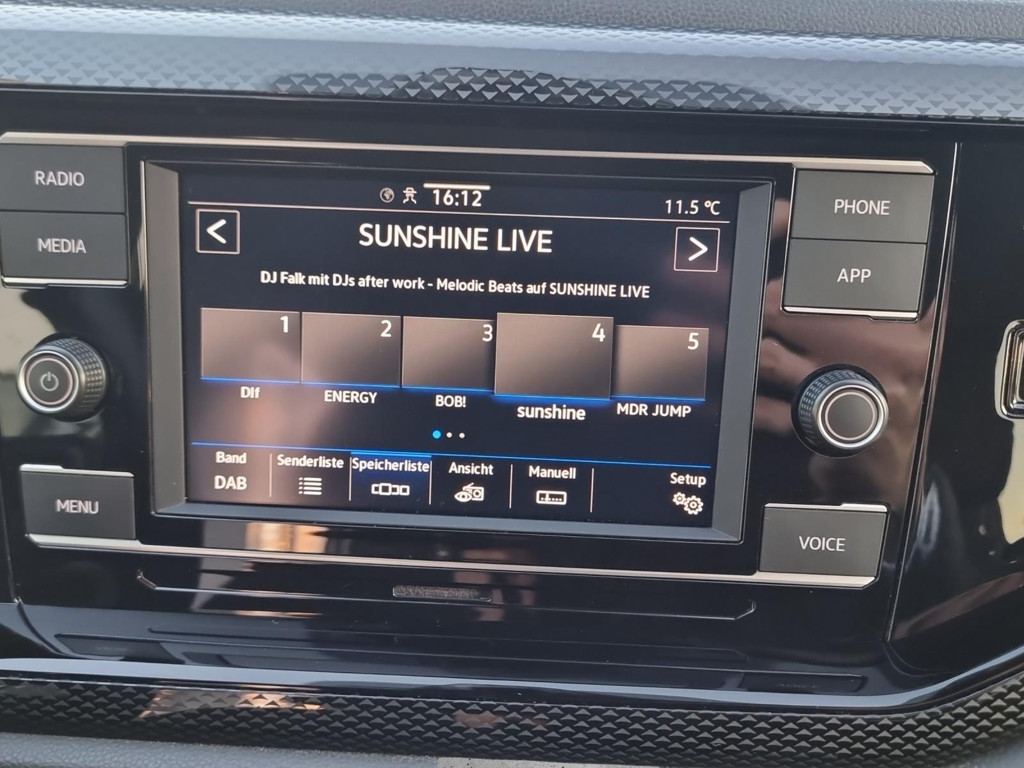 RADIO
MEDIA
MENU
16:12
11.5 °C
<
SUNSHINE LIVE
>
DJ Falk mit DJs after work - Melodic Beats auf SUNSHINE LIVE
1 2 3 4 5
Dlf ENERGY BOB! sunshine MDR JUMP
Band Senderliste Speicherliste Ansicht Manuell Setup
DAB
PHONE
APP
VOICE